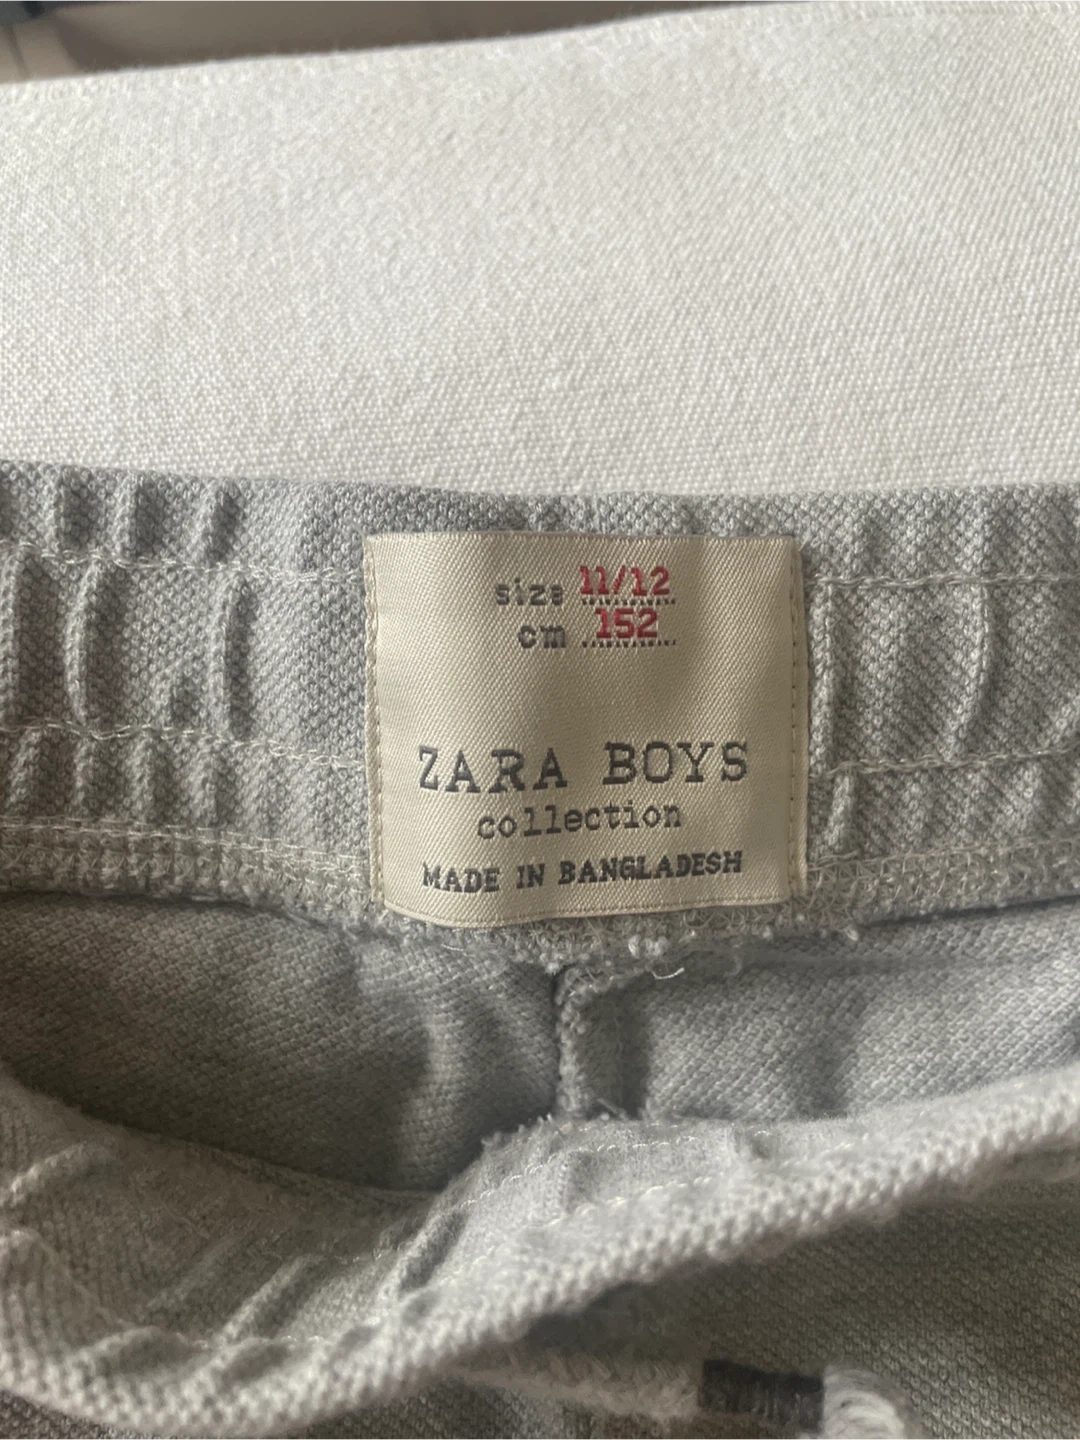 size 11/12
cm 152
ZARA BOYS
collection
MADE IN BANGLADESH